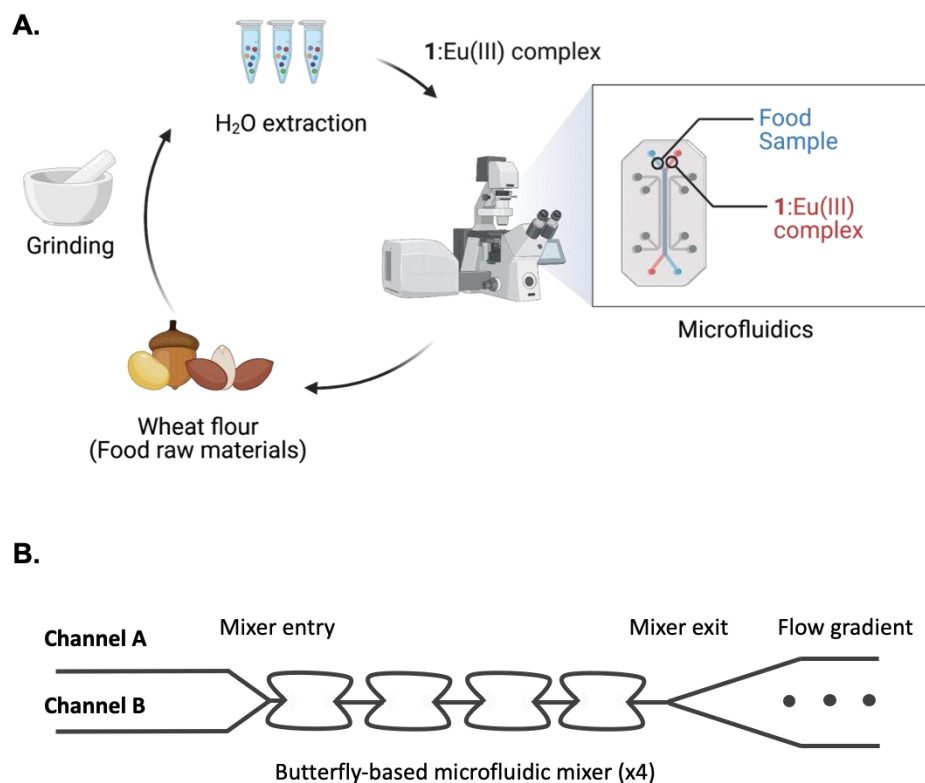 A.
1:Eu(III) complex
H₂O extraction
Grinding
Food
Sample
1:Eu(III)
complex
Microfluidics
Wheat flour
(Food raw materials)
B.
Channel A
Mixer entry
Mixer exit
Flow gradient
Channel B
Butterfly-based microfluidic mixer (x4)